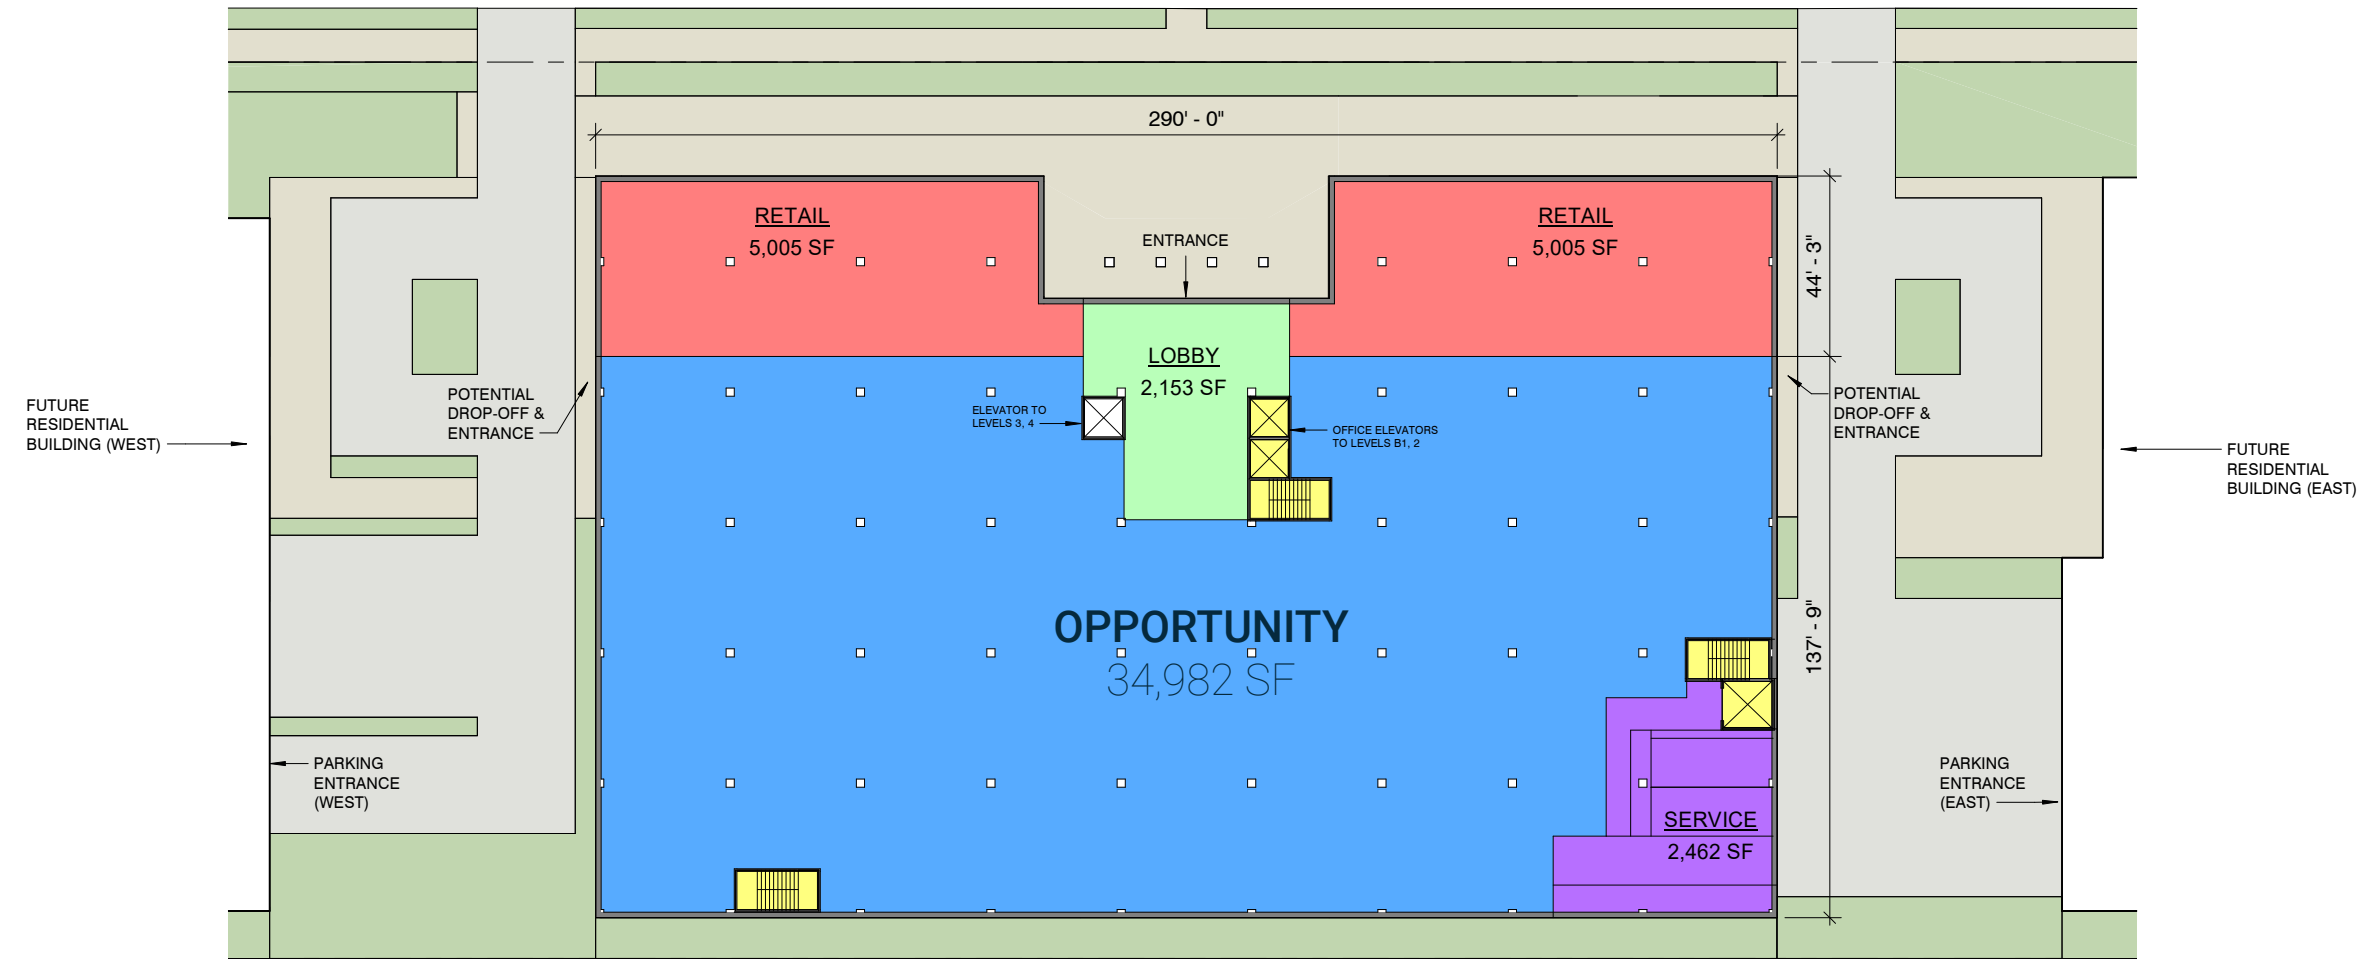 290' - 0"
RETAIL
5,005 SF
RETAIL
5,005 SF
ENTRANCE
44' - 3"
LOBBY
2,153 SF
ELEVATOR TO
LEVELS 3, 4
OFFICE ELEVATORS
TO LEVELS B1, 2
POTENTIAL
DROP-OFF &
ENTRANCE
POTENTIAL
DROP-OFF &
ENTRANCE
FUTURE
RESIDENTIAL
BUILDING (WEST)
FUTURE
RESIDENTIAL
BUILDING (EAST)
OPPORTUNITY
34,982 SF
137' - 9"
PARKING
ENTRANCE
(WEST)
PARKING
ENTRANCE
(EAST)
SERVICE
2,462 SF